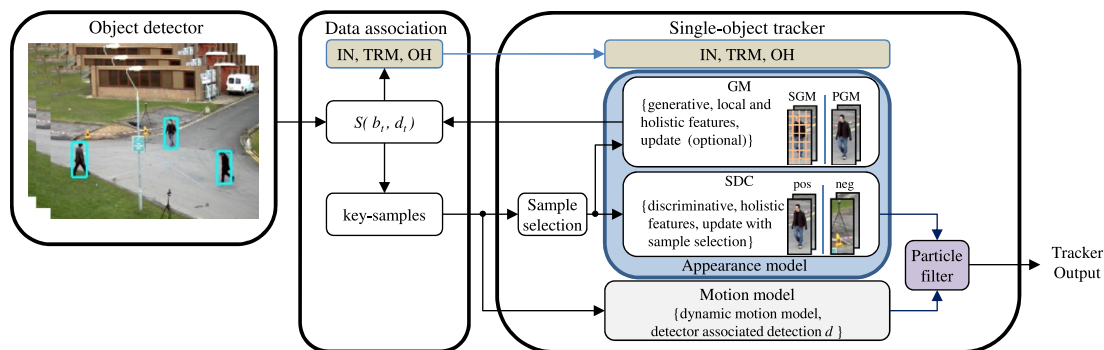 Object detector
Data association
IN, TRM, OH
S( b_t, d_t )
key-samples
Single-object tracker
IN, TRM, OH
GM
{generative, local and
holistic features,
update (optional)}
SGM
PGM
Sample
selection
SDC
{discriminative, holistic
features, update with
sample selection}
pos
neg
Appearance model
Motion model
{dynamic motion model,
detector associated detection d }
Particle
filter
Tracker
Output